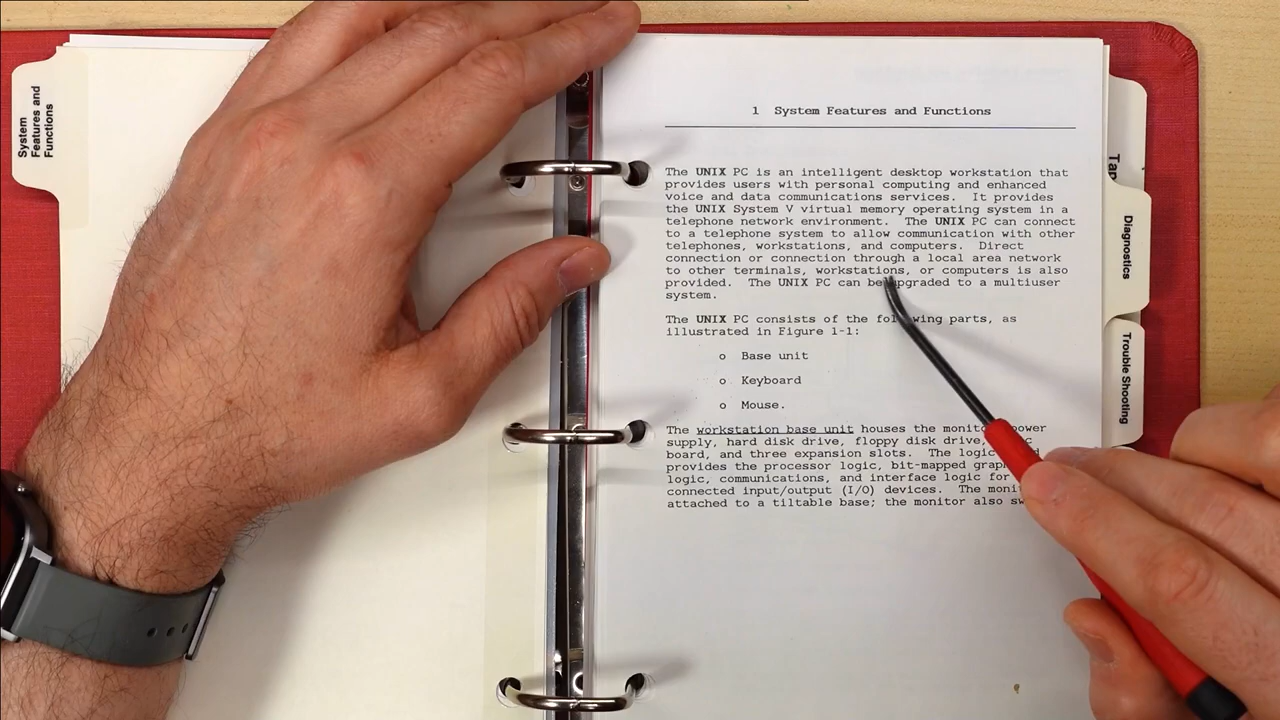 System
Features and
Functions
1 System Features and Functions
The UNIX PC is an intelligent desktop workstation that
provides users with personal computing and enhanced
voice and data communications services. It provides
the UNIX System V virtual memory operating system in a
telephone network environment. The UNIX PC can connect
to a telephone system to allow communication with other
telephones, workstations, and computers. Direct
connection or connection through a local area network
to other terminals, workstations, or computers is also
provided. The UNIX PC can be upgraded to a multiuser
system.
The UNIX PC consists of the following parts, as
illustrated in Figure 1-1:
o Base unit
o Keyboard
o Mouse.
The workstation base unit houses the monitor power
supply, hard disk drive, floppy disk drive,
board, and three expansion slots. The logic
provides the processor logic, bit-mapped
logic, communications, and interface logic for
connected input/output (I/O) devices. The
attached to a tiltable base; the monitor also
Diagnostics
Trouble Shooting